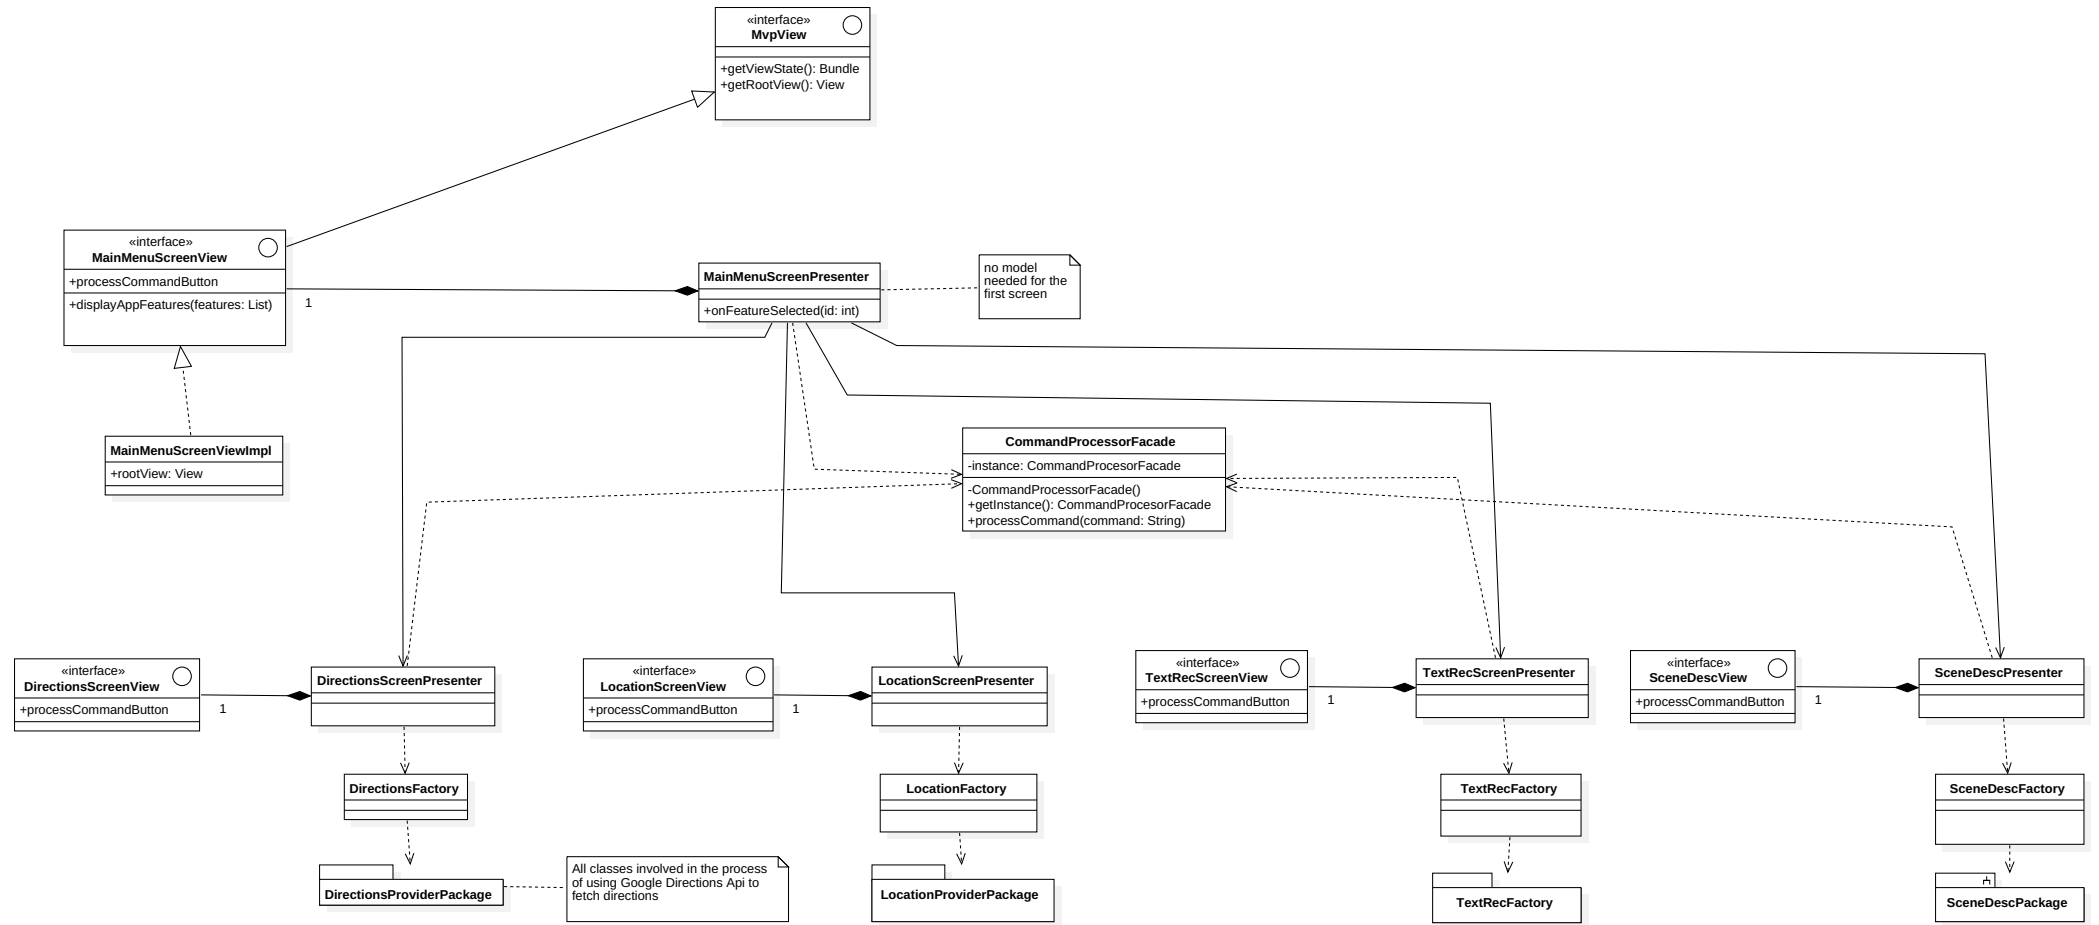 «interface»
MvpView
+getViewState(): Bundle
+getRootView(): View
«interface»
MainMenuScreenView
+processCommandButton
+displayAppFeatures(features: List)
1
MainMenuScreenPresenter
+onFeatureSelected(id: int)
no model
needed for the
first screen
MainMenuScreenViewImpl
+rootView: View
CommandProcessorFacade
-instance: CommandProcesorFacade
-CommandProcessorFacade()
+getInstance(): CommandProcesorFacade
+processCommand(command: String)
«interface»
DirectionsScreenView
+processCommandButton
1
DirectionsScreenPresenter
«interface»
LocationScreenView
+processCommandButton
1
LocationScreenPresenter
«interface»
TextRecScreenView
+processCommandButton
1
TextRecScreenPresenter
«interface»
SceneDescView
+processCommandButton
1
SceneDescPresenter
DirectionsFactory
LocationFactory
TextRecFactory
SceneDescFactory
DirectionsProviderPackage
All classes involved in the process
of using Google Directions Api to
fetch directions
LocationProviderPackage
TextRecFactory
SceneDescPackage